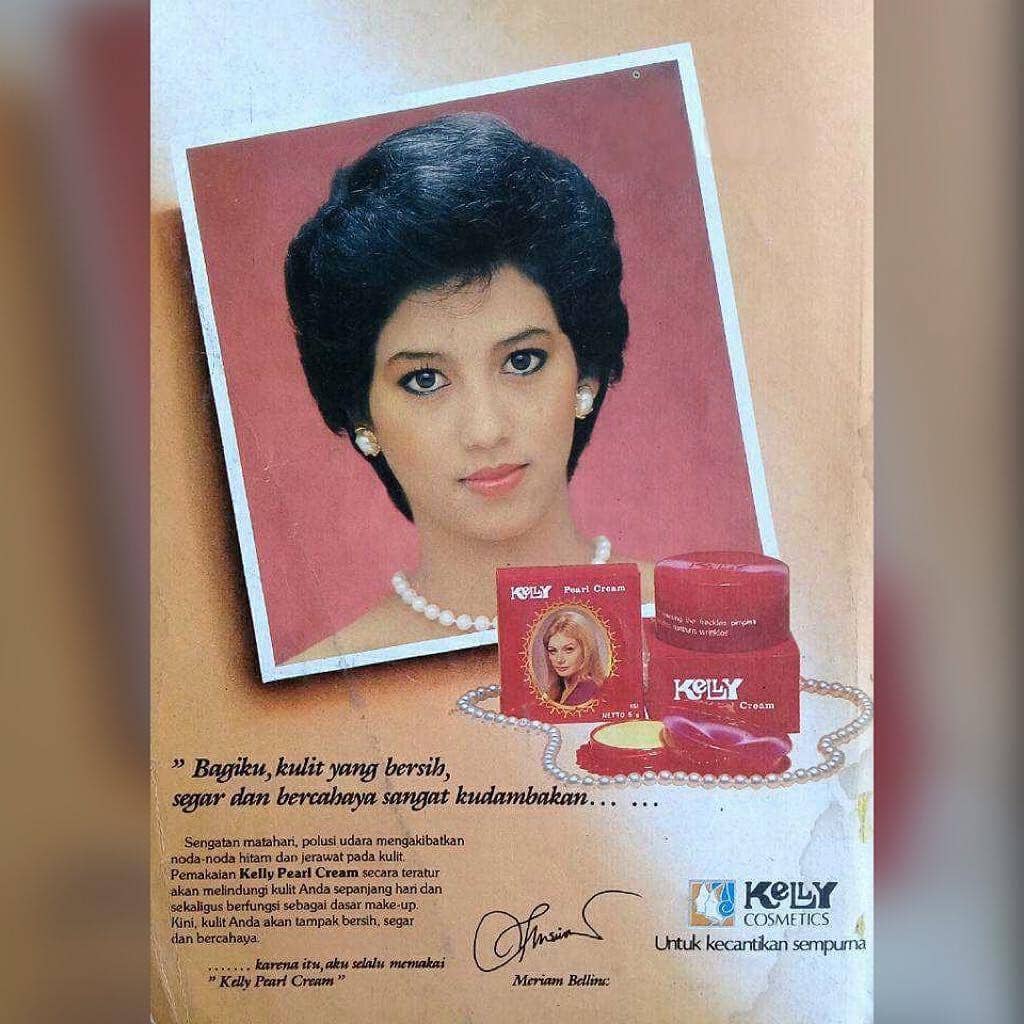 KELLY Pearl Cream
NETTO 5 g
wrinkles
KELLY
Cream
” Bagiku, kulit yang bersih,
segar dan bercahaya sangat kudambakan... ...
Sengatan matahari, polusi udara mengakibatkan
noda-noda hitam dan jerawat pada kulit.
Pemakaian Kelly Pearl Cream secara teratur
akan melindungi kulit Anda sepanjang hari dan
sekaligus berfungsi sebagai dasar make-up.
Kini, kulit Anda akan tampak bersih, segar
dan bercahaya.
....... karena itu, aku selalu memakai
” Kelly Pearl Cream ”
Meriam Bellina
KELLY
COSMETICS
Untuk kecantikan sempurna